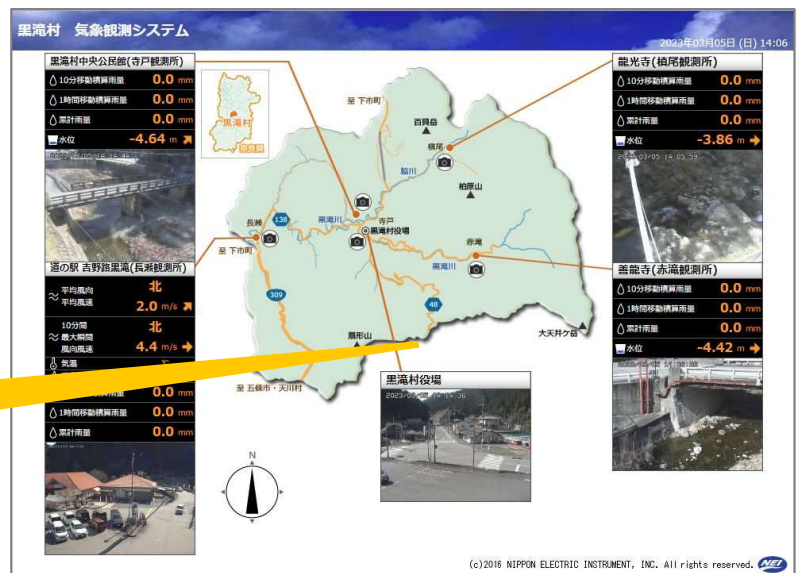 黒滝村 気象観測システム
2023年03月05日 (日) 14:06
黒滝村中央公民館(寺戸観測所)
10分移動積算雨量 0.0 mm
1時間移動積算雨量 0.0 mm
累計雨量 0.0 mm
水位 -4.64 m
黒滝村
奈良県
道の駅 吉野路黒滝(長瀬観測所)
平均風向 北
平均風速 2.0 m/s
10分間
最大瞬間
風向風速
北
4.4 m/s
気温
0.0 mm
1時間移動積算雨量 0.0 mm
累計雨量 0.0 mm
至 下市町
百貝岳
槙尾
脇川
柏原山
長瀬
138
黒滝川
寺戸
黒滝村役場
赤滝
至 下市町
黒滝川
309
48
扇形山
大天井ケ岳
至 五條市・天川村
N
黒滝村役場
龍光寺(槙尾観測所)
10分移動積算雨量 0.0 mm
1時間移動積算雨量 0.0 mm
累計雨量 0.0 mm
水位 -3.86 m
2023/03/05 14 05 59
善龍寺(赤滝観測所)
10分移動積算雨量 0.0 mm
1時間移動積算雨量 0.0 mm
累計雨量 0.0 mm
水位 -4.42 m
(c)2016 NIPPON ELECTRIC INSTRUMENT, INC. All rights reserved. NEI